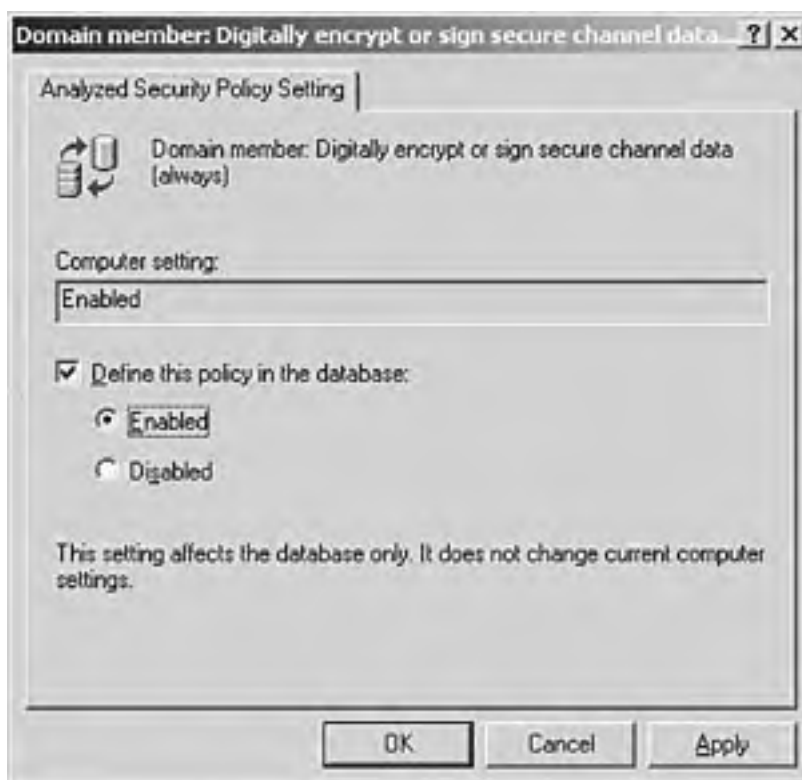 Domain member: Digitally encrypt or sign secure channel data...
Analyzed Security Policy Setting
Domain member: Digitally encrypt or sign secure channel data
(always)
Computer setting:
Enabled
Define this policy in the database:
Enabled
Disabled
This setting affects the database only. It does not change current computer
settings.
OK
Cancel
Apply